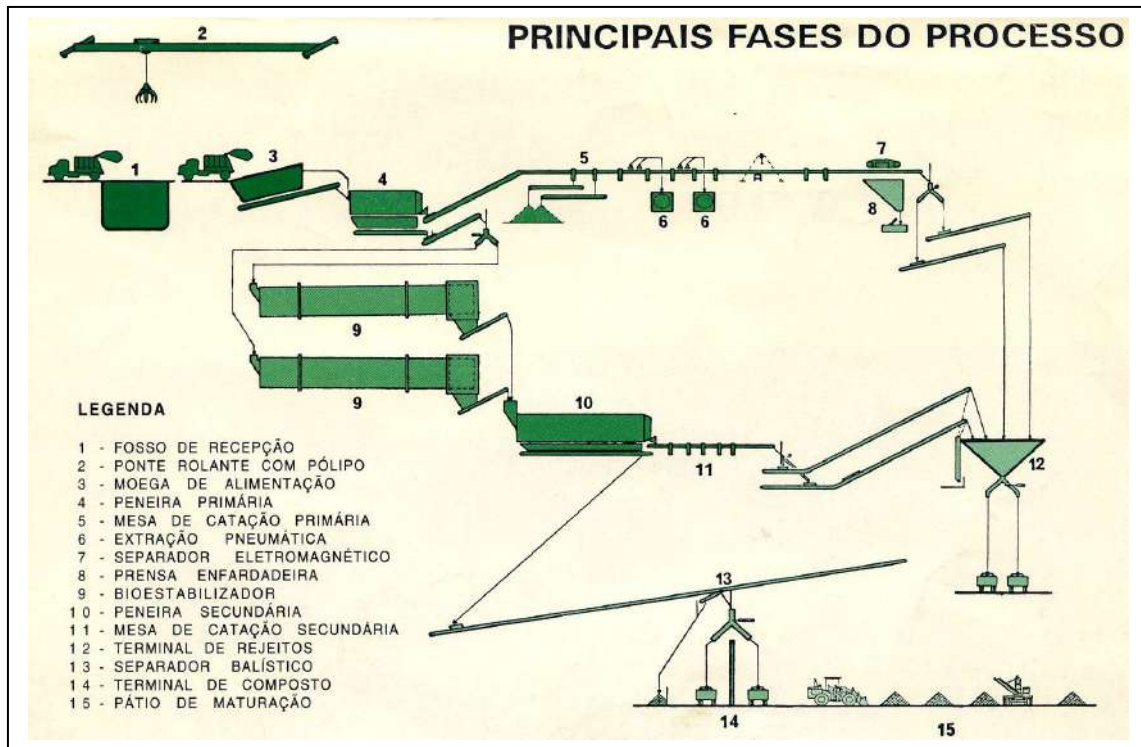 PRINCIPAIS FASES DO PROCESSO
2
1
3
4
5
6
6
7
8
9
9
10
11
12
13
14
15
LEGENDA
1 - FOSSO DE RECEPÇÃO
2 - PONTE ROLANTE COM PÓLIPO
3 - MOEGA DE ALIMENTAÇÃO
4 - PENEIRA PRIMÁRIA
5 - MESA DE CATAÇÃO PRIMÁRIA
6 - EXTRAÇÃO PNEUMÁTICA
7 - SEPARADOR ELETROMAGNÉTICO
8 - PRENSA ENFARDADEIRA
9 - BIOESTABILIZADOR
10 - PENEIRA SECUNDÁRIA
11 - MESA DE CATAÇÃO SECUNDÁRIA
12 - TERMINAL DE REJEITOS
13 - SEPARADOR BALÍSTICO
14 - TERMINAL DE COMPOSTO
15 - PÁTIO DE MATURAÇÃO